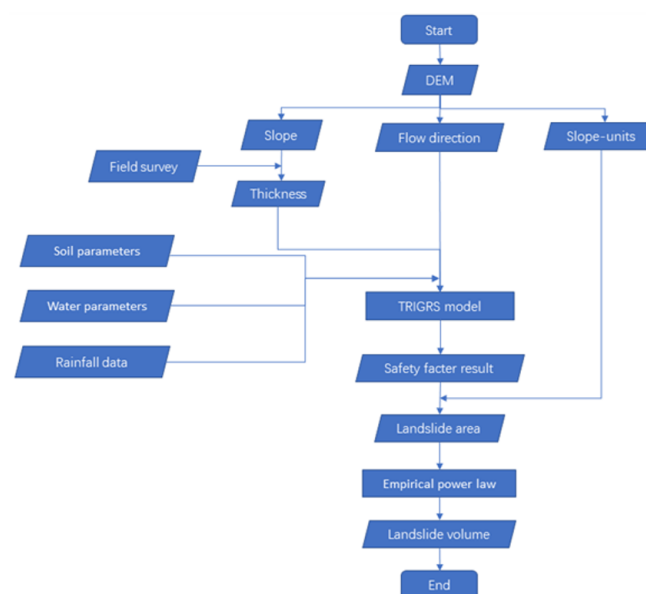 Start
DEM
Slope
Flow direction
Slope-units
Field survey
Thickness
Soil parameters
Water parameters
TRIGRS model
Rainfall data
Safety facter result
Landslide area
Empirical power law
Landslide volume
End